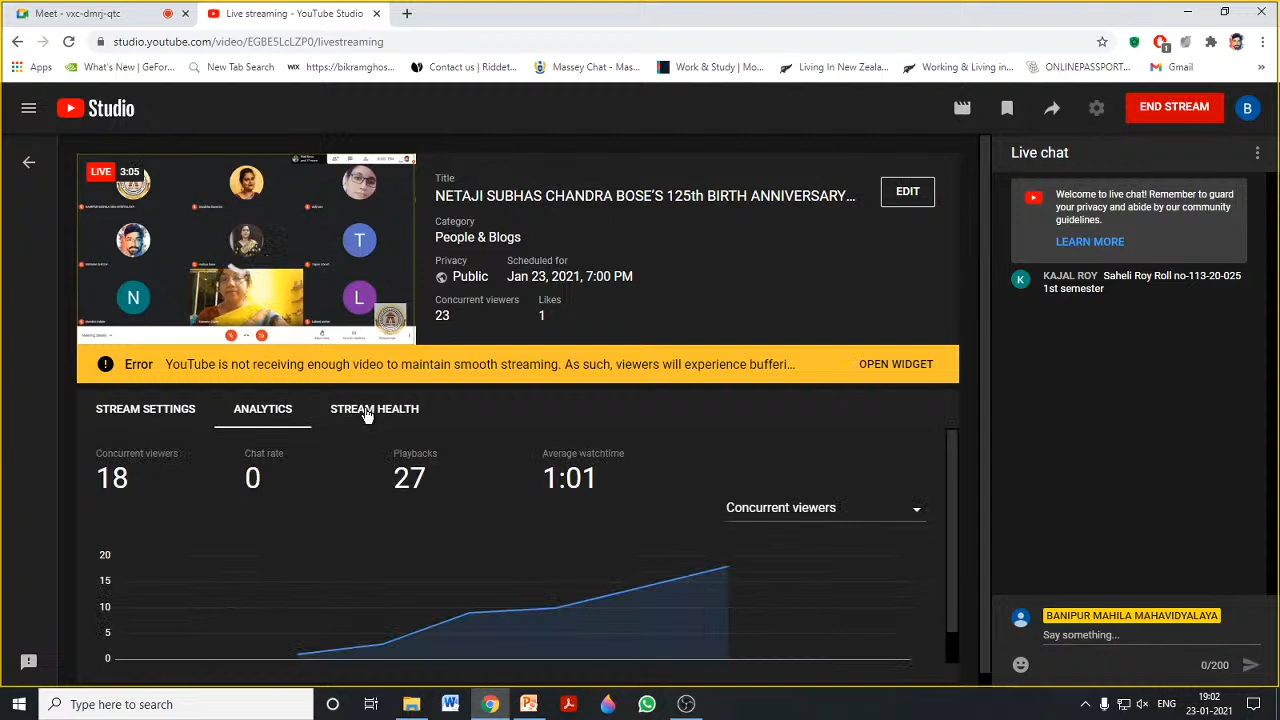 Meet - vxc-dmrj-qtc
Live streaming - YouTube Studio
studio.youtube.com/video/EGBE5LcLZP0/livestreaming
1
Apps
What's New (GeFor...
New Tab Search
WiX https://bikramghos...
Contact us | Riddet...
Massey Chat - Mas...
Work & Study | Mo...
Living In New Zeala...
Working & Living in...
ONLINEPASSPORT...
Gmail
»
Studio
END STREAM
B
LIVE 3:05
T
N
L
Title
NETAJI SUBHAS CHANDRA BOSE'S 125th BIRTH ANNIVERSARY...
EDIT
Category
People & Blogs
Privacy
Public
Scheduled for
Jan 23, 2021, 7:00 PM
Concurrent viewers
23
Likes
1
Error YouTube is not receiving enough video to maintain smooth streaming. As such, viewers will experience bufferi...
OPEN WIDGET
STREAM SETTINGS
ANALYTICS
STREAM HEALTH
Concurrent viewers
18
Chat rate
0
Playbacks
27
Average watchtime
1:01
Concurrent viewers
20
15
10
5
0
Live chat
Welcome to live chat! Remember to guard
your privacy and abide by our community
guidelines.
LEARN MORE
K
KAJAL ROY Saheli Roy Roll no-113-20-025
1st semester
BANIPUR MAHILA MAHAVIDYALAYA
Say something...
0/200
Type here to search
ENG
19:02
23-01-2021